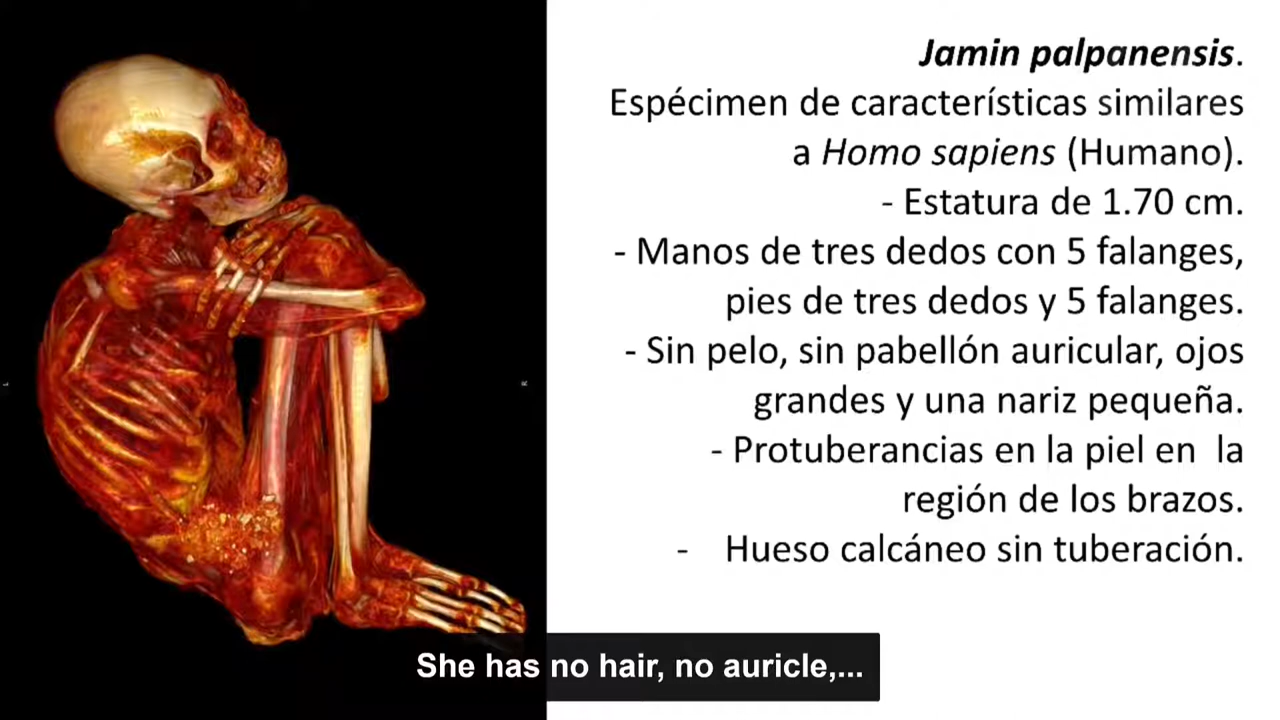 Jamin palpanensis.
Espécimen de características similares
a Homo sapiens (Humano).
- Estatura de 1.70 cm.
- Manos de tres dedos con 5 falanges,
pies de tres dedos y 5 falanges.
- Sin pelo, sin pabellón auricular, ojos
grandes y una nariz pequeña.
- Protuberancias en la piel en la
región de los brazos.
- Hueso calcáneo sin tuberación.
She has no hair, no auricle,...